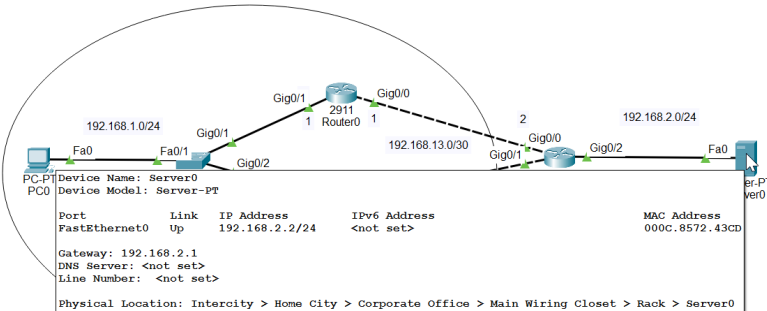 Gig0/1
Gig0/0
2911
Router0
1
1
2
192.168.1.0/24
192.168.2.0/24
192.168.13.0/30
Gig0/1
Gig0/0
Gig0/1
Gig0/2
Fa0
Fa0
Fa0/1
Gig0/2
PC-PT
PC0
er-PT
ver0
Device Name: Server0
Device Model: Server-PT
Port Link IP Address IPv6 Address MAC Address
FastEthernet0 Up 192.168.2.2/24 <not set> 000C.8572.43CD
Gateway: 192.168.2.1
DNS Server: <not set>
Line Number: <not set>
Physical Location: Intercity > Home City > Corporate Office > Main Wiring Closet > Rack > Server0